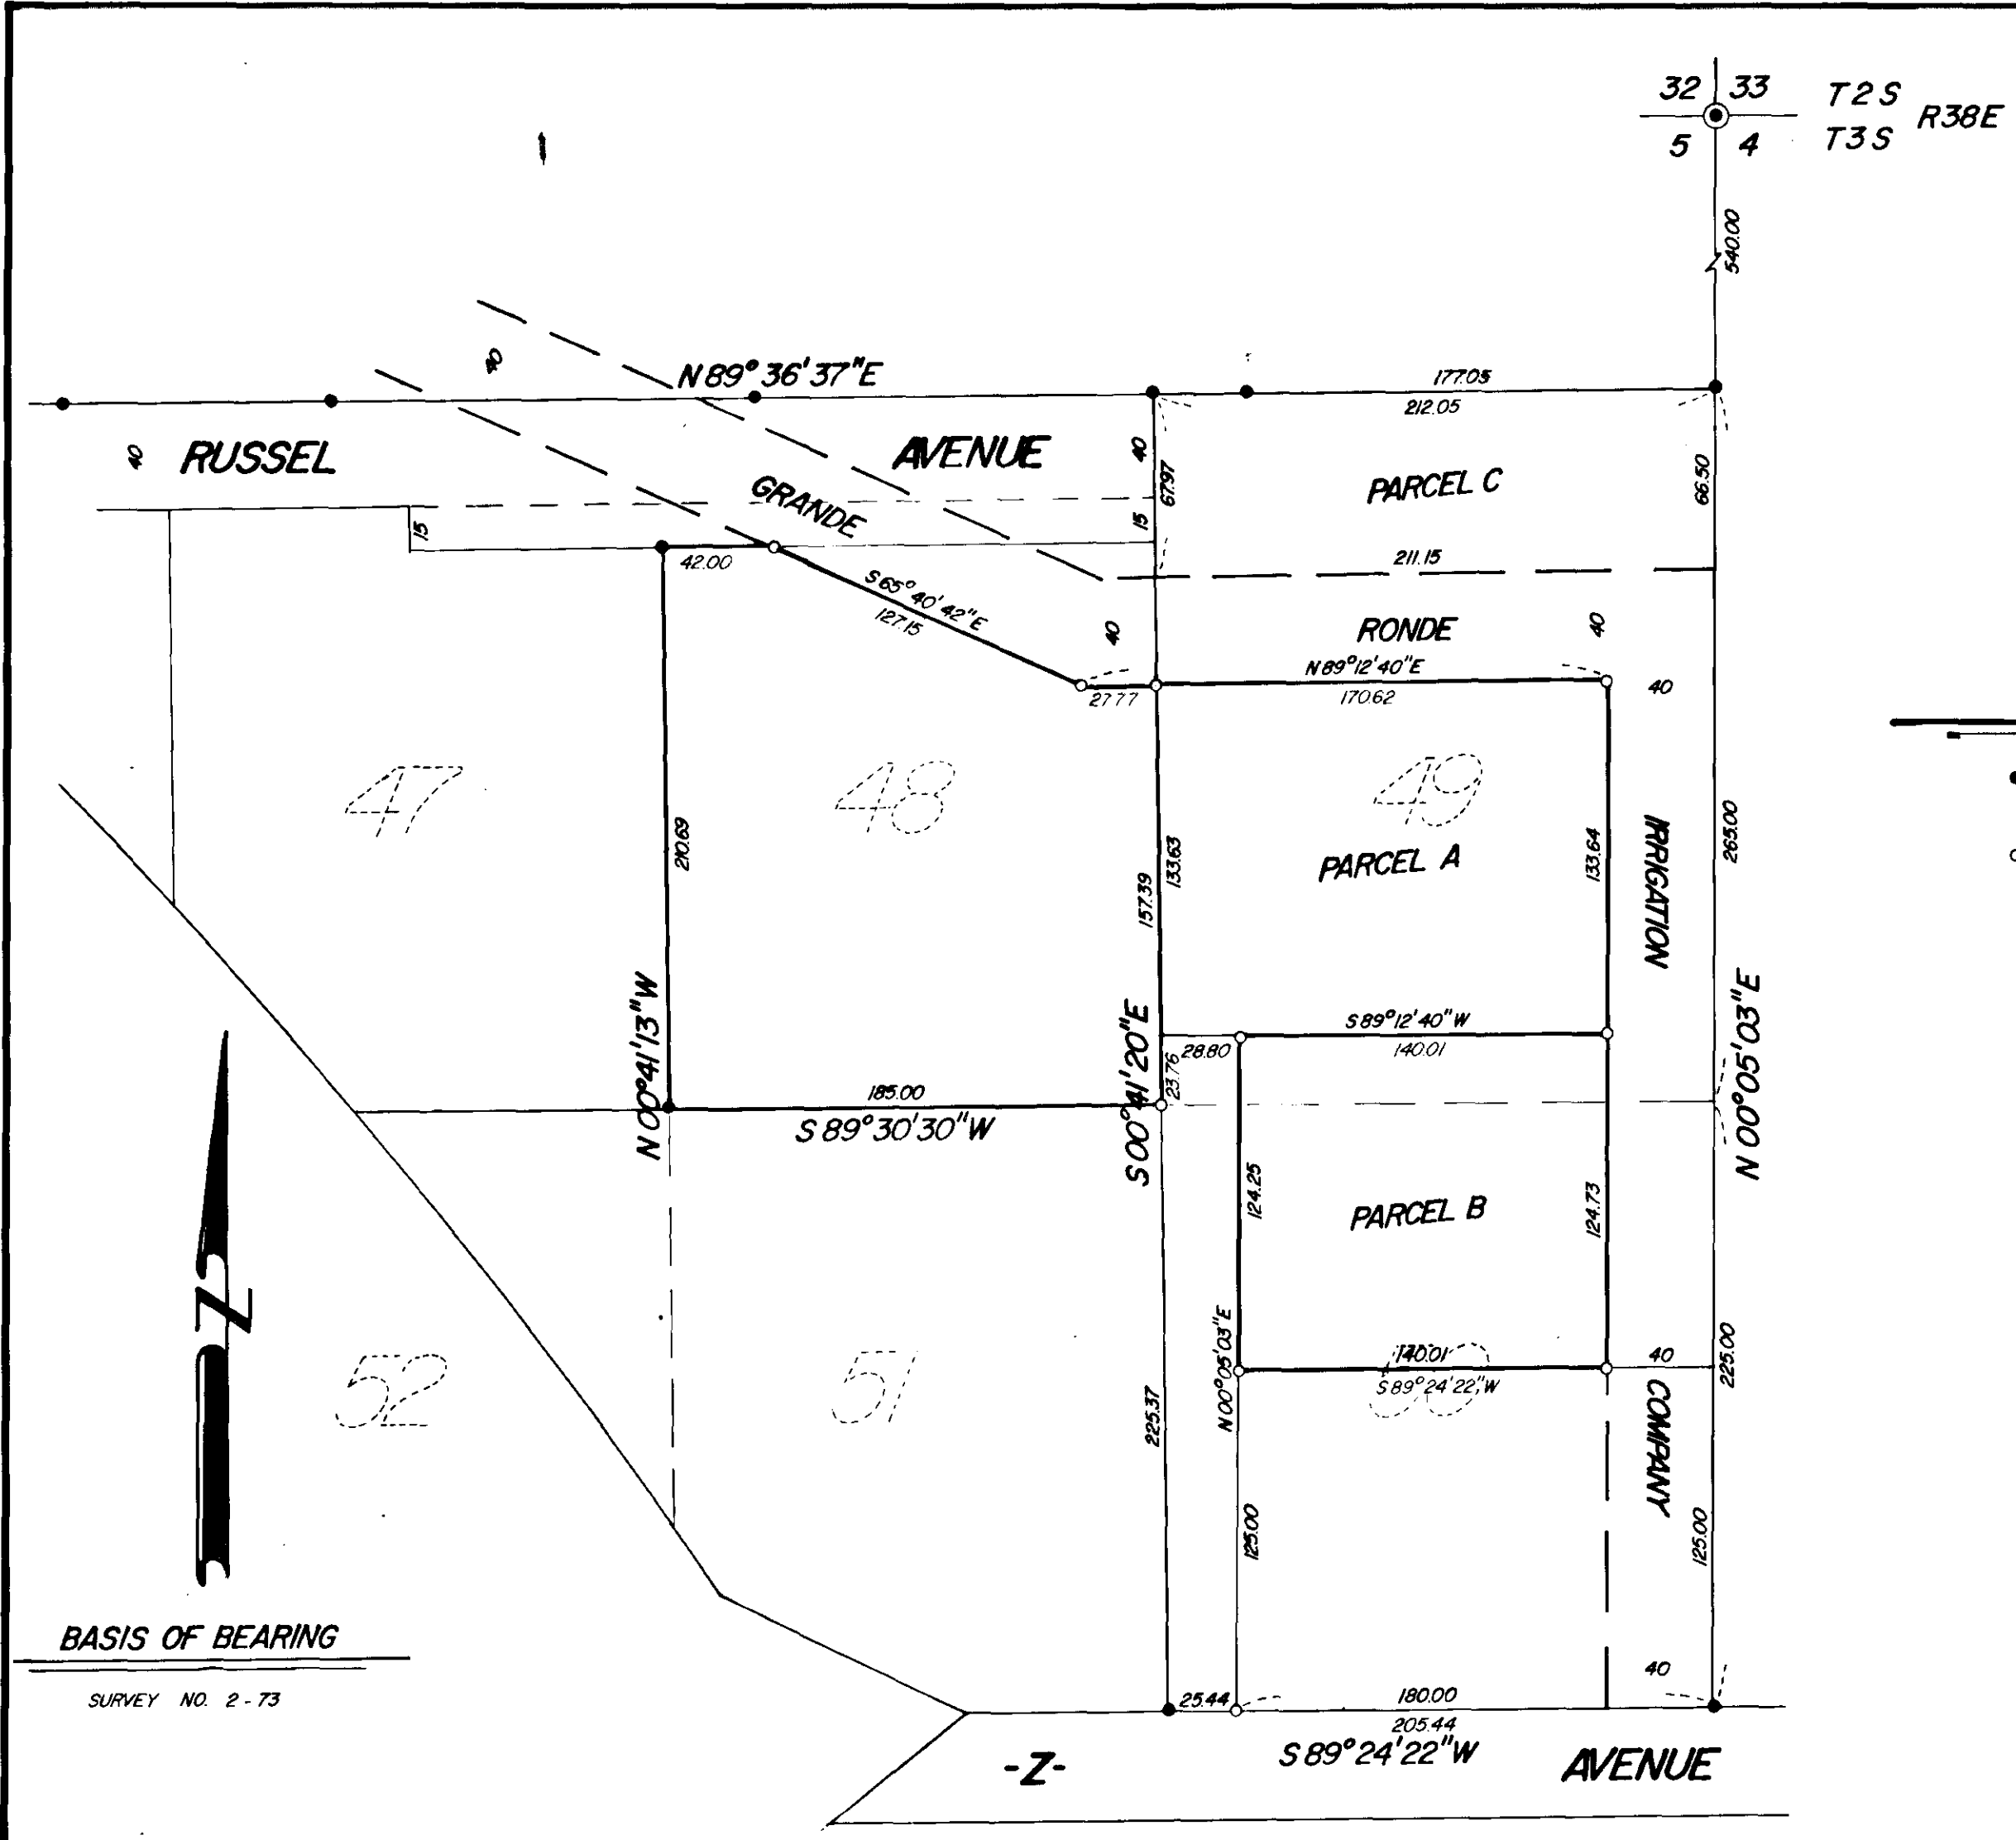 32 33 T2S
R38E
5 4 T3S
540.00
40
N 89° 36' 37" E
177.05
212.05
40
RUSSEL
AVENUE
40
GRANDE
67.97
PARCEL C
66.50
15
15
42.00
211.15
S 65° 40' 42" E
127.15
40
RONDE
40
N 89° 12' 40" E
27.77
170.62
40
47
48
49
210.69
157.39
133.63
PARCEL A
133.64
IRRIGATION
265.00
N 00° 41' 13" W
S 00° 41' 20" E
S 89° 12' 40" W
28.80
140.01
23.76
N 00° 05' 03" E
185.00
S 89° 30' 30" W
124.25
PARCEL B
124.73
140.01
40
S 89° 24' 22" W
N 00° 05' 03" E
225.00
52
51
50
225.37
COMPANY
125.00
125.00
BASIS OF BEARING
SURVEY NO. 2 - 73
Z
25.44
180.00
40
205.44
S 89° 24' 22" W
-Z-
AVENUE